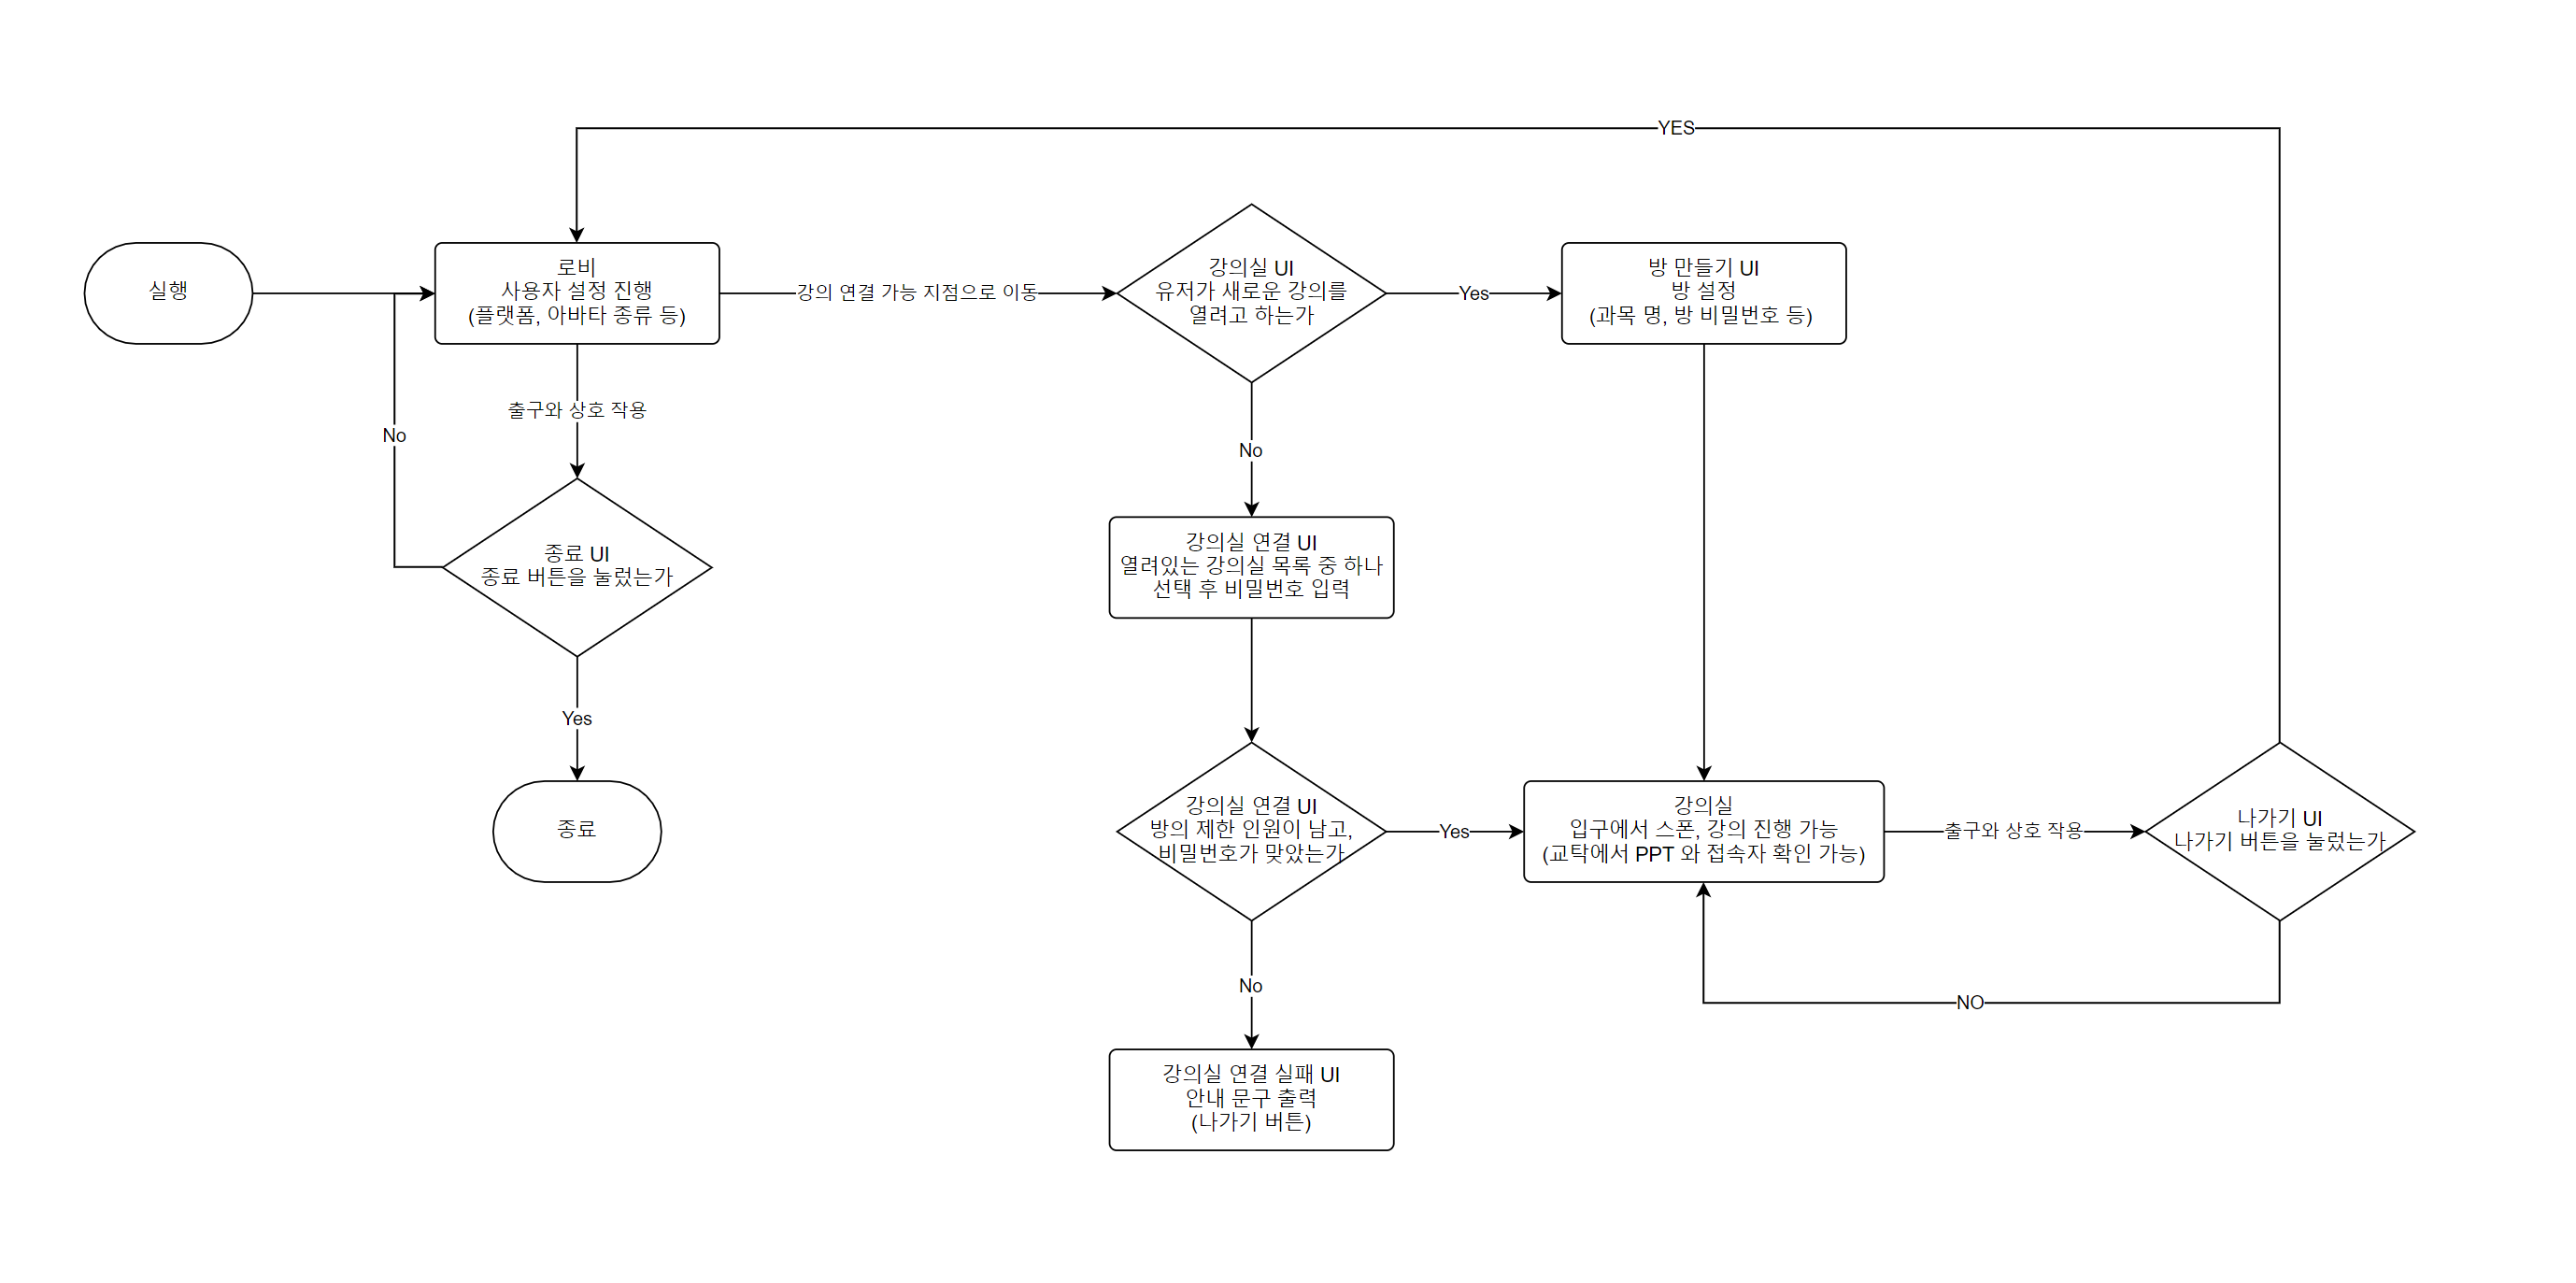 YES
실행
로비
사용자 설정 진행
(플랫폼, 아바타 종류 등)
강의 연결 가능 지점으로 이동
강의실 UI
유저가 새로운 강의를
열려고 하는가
Yes
방 만들기 UI
방 설정
(과목 명, 방 비밀번호 등)
출구와 상호 작용
No
No
종료 UI
종료 버튼을 눌렀는가
강의실 연결 UI
열려있는 강의실 목록 중 하나
선택 후 비밀번호 입력
Yes
종료
강의실 연결 UI
방의 제한 인원이 남고,
비밀번호가 맞았는가
Yes
강의실
입구에서 스폰, 강의 진행 가능
(교탁에서 PPT 와 접속자 확인 가능)
출구와 상호 작용
나가기 UI
나가기 버튼을 눌렀는가
No
NO
강의실 연결 실패 UI
안내 문구 출력
(나가기 버튼)